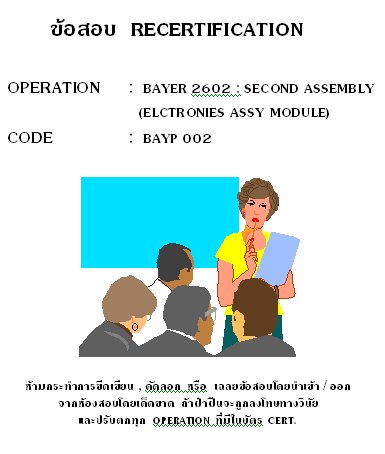 ข้อสอบ RECERTIFICATION
OPERATION : BAYER 2602 ; SECOND ASSEMBLY
(ELCTRONIES ASSY MODULE)
CODE : BAYP 002
ห้ามกระทำการขีดเขียน , คัดลอก หรือ เฉลยข้อสอบโดยนำเข้า / ออก
จากห้องสอบโดยเด็ดขาด ถ้าฝ่าฝืนจะถูกลงโทษทางวินัย
และปรับตกทุก OPERATION ที่มีในบัตร CERT.